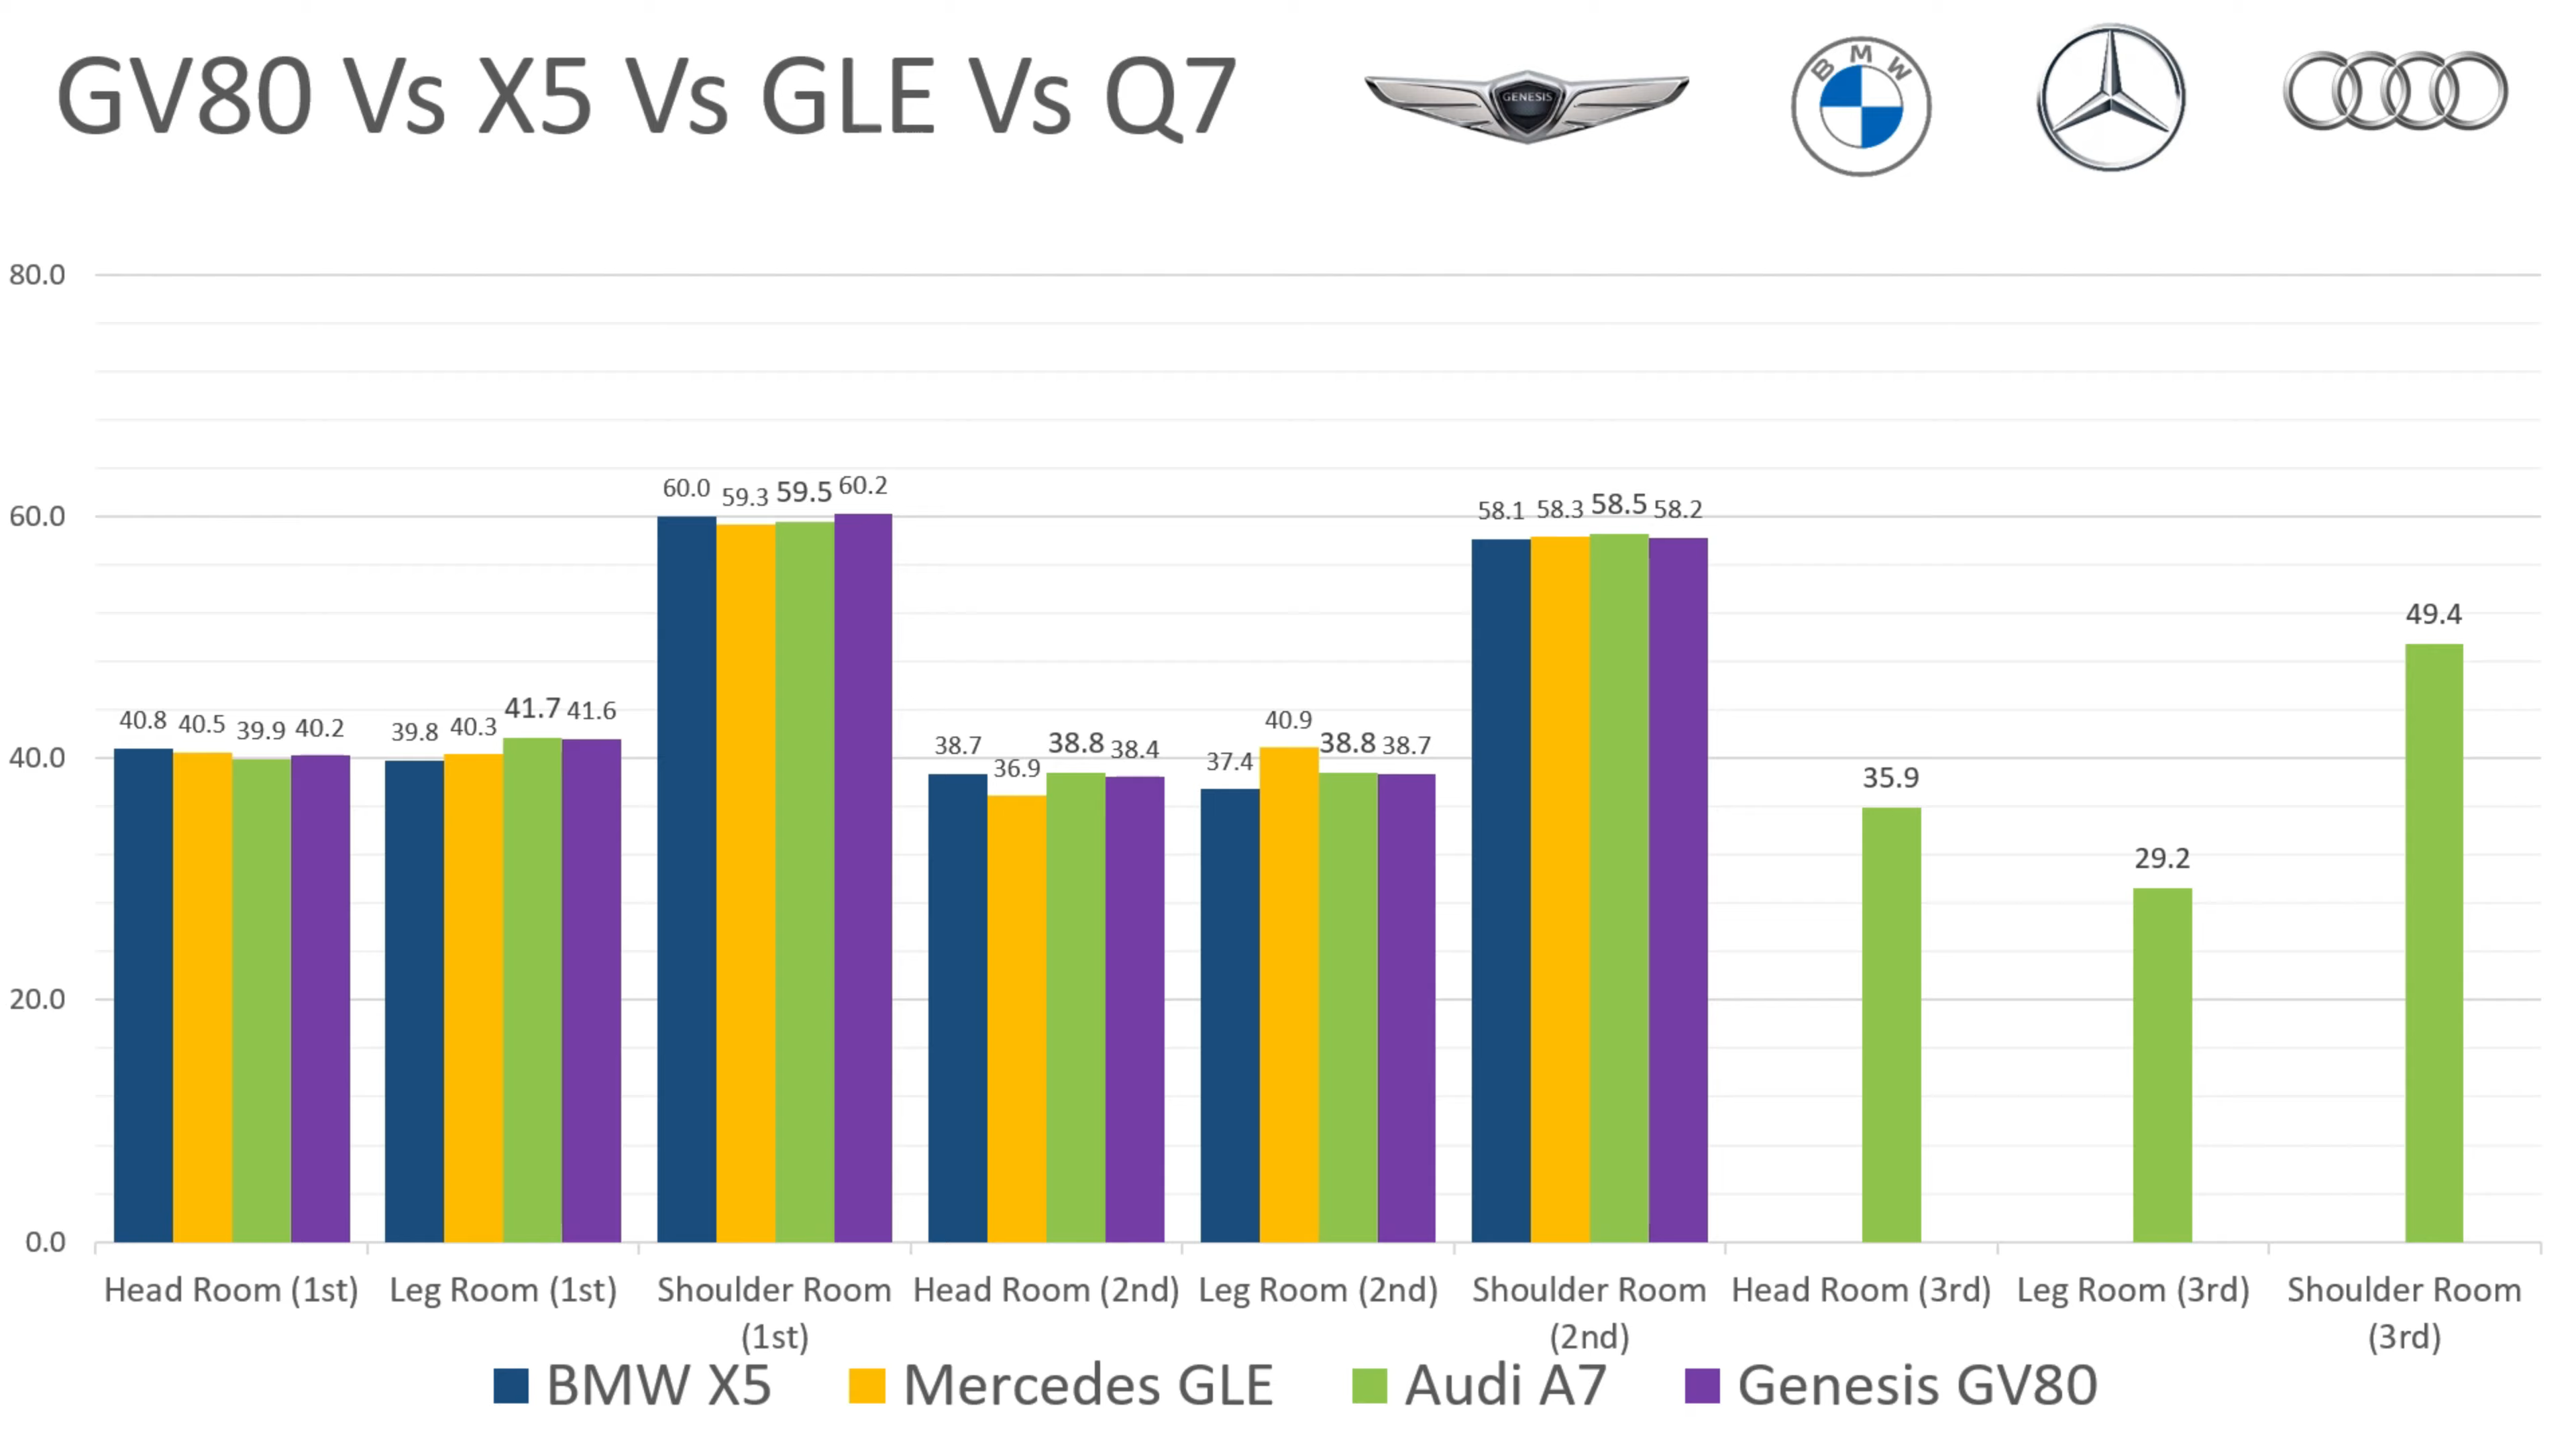 GV80 Vs X5 Vs GLE Vs Q7
GENESIS
BMW
80.0
60.0
40.0
20.0
0.0
40.8 40.5 39.9 40.2
39.8 40.3 41.7 41.6
60.0 59.3 59.5 60.2
38.7 36.9 38.8 38.4
37.4 40.9 38.8 38.7
58.1 58.3 58.5 58.2
35.9
29.2
49.4
Head Room (1st)
Leg Room (1st)
Shoulder Room
(1st)
Head Room (2nd)
Leg Room (2nd)
Shoulder Room
(2nd)
Head Room (3rd)
Leg Room (3rd)
Shoulder Room
(3rd)
BMW X5 Mercedes GLE Audi A7 Genesis GV80